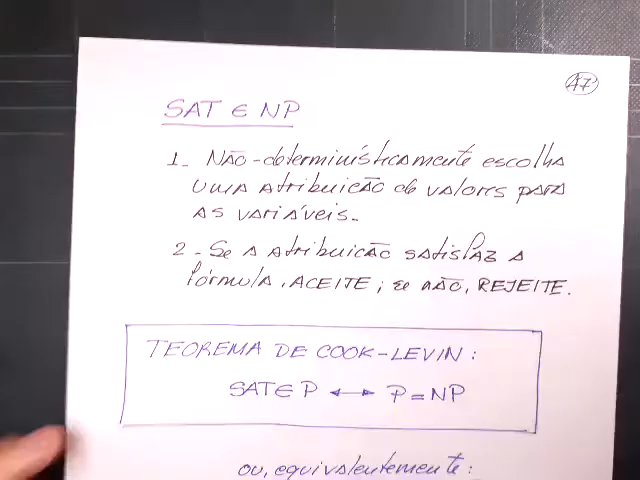 47
SAT ∈ NP
1- NÃO-deterministicamente escolha
uma atribuição de valores para
as variáveis.
2- Se a atribuição satisfaz a
fórmula, ACEITE; se não, REJEITE.
TEOREMA DE COOK-LEVIN:
SAT ∈ P ↔ P = NP
ou, equivalentemente: